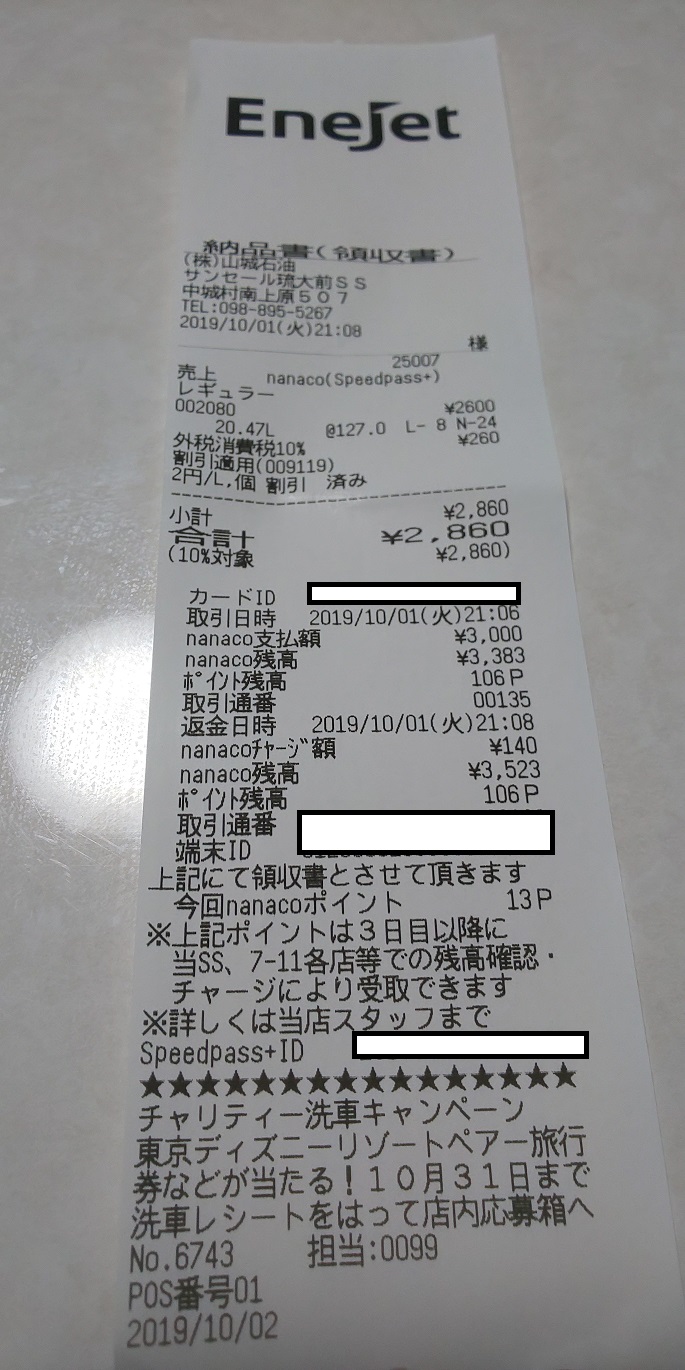 Enejet
納品書(領収書)
(株)山城石油
サンセール琉大前ＳＳ
中城村南上原５０７
TEL:098-895-5267
2019/10/01(火)21:08
様
25007
売上 nanaco(Speedpass+)
レギュラー
002080 ¥2600
20.47L @127.0 L- 8 N-24
外税消費税10% ¥260
割引適用(009119)
2円/L,個 割引 済み
小計 ¥2,860
合計 ¥2,860
(10%対象 ¥2,860)
カードID
取引日時 2019/10/01(火)21:06
nanaco支払額 ¥3,000
nanaco残高 ¥3,383
ﾎﾟｲﾝﾄ残高 106P
取引通番 00135
返金日時 2019/10/01(火)21:08
nanacoﾁｬｰｼﾞ額 ¥140
nanaco残高 ¥3,523
ﾎﾟｲﾝﾄ残高 106P
取引通番
端末ID
上記にて領収書とさせて頂きます
今回nanacoポイント 13P
※上記ポイントは３日目以降に
当SS、7-11各店等での残高確認・
チャージにより受取できます
※詳しくは当店スタッフまで
Speedpass+ID
★★★★★★★★★★★★★★★★
チャリティー洗車キャンペーン
東京ディズニーリゾートペアー旅行
券などが当たる！１０月３１日まで
洗車レシートをはって店内応募箱へ
No.6743 担当:0099
POS番号01
2019/10/02